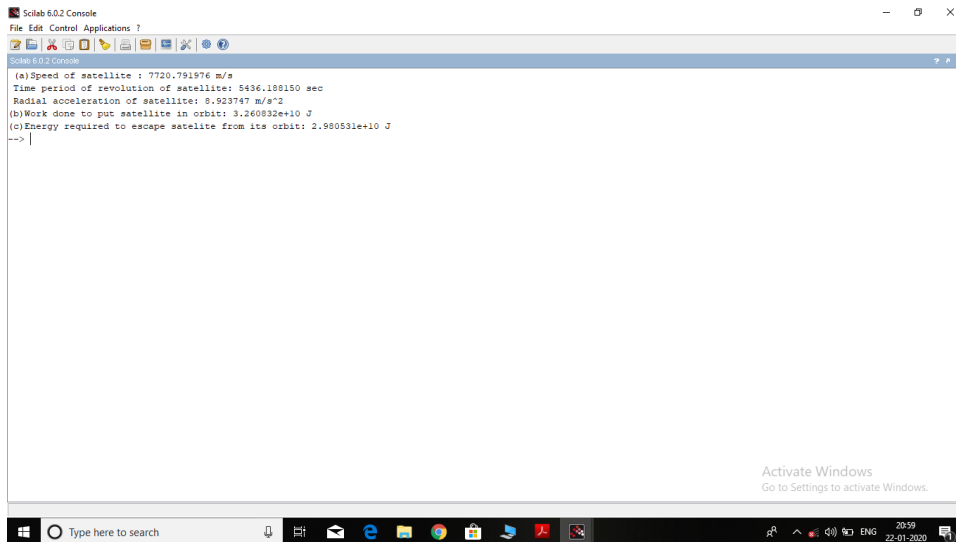 Scilab 6.0.2 Console
File Edit Control Applications ?
Scilab 6.0.2 Console
(a)Speed of satellite : 7720.791976 m/s
Time period of revolution of satellite: 5436.188150 sec
Radial acceleration of satellite: 8.923747 m/s^2
(b)Work done to put satellite in orbit: 3.260832e+10 J
(c)Energy required to escape satelite from its orbit: 2.980531e+10 J
-->
Activate Windows
Go to Settings to activate Windows.
Type here to search
ENG
20:59
22-01-2020